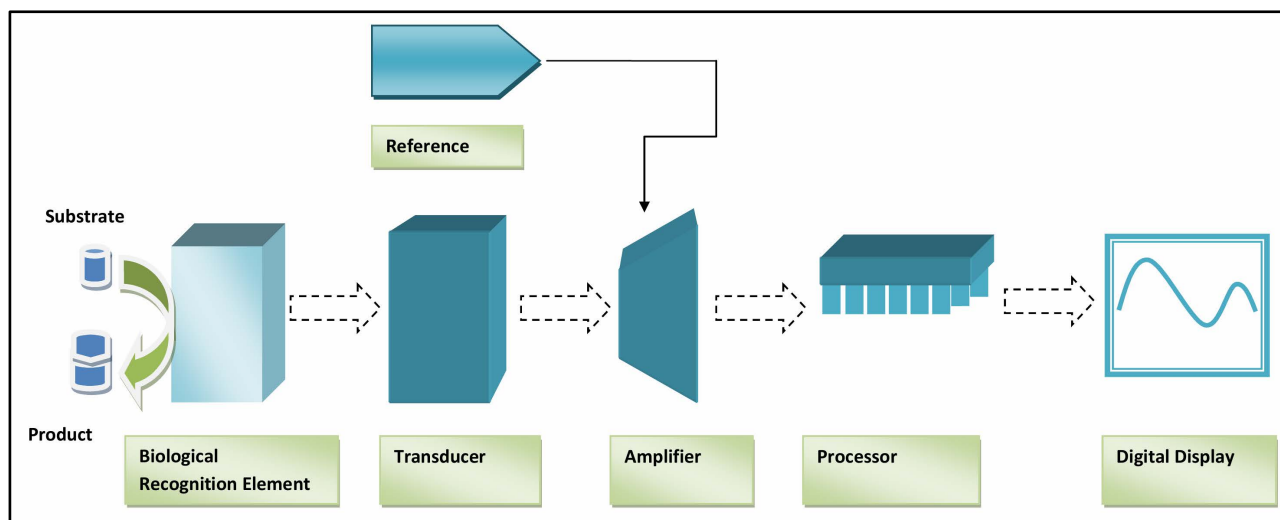 Reference
Substrate
Product
Biological
Recognition Element
Transducer
Amplifier
Processor
Digital Display